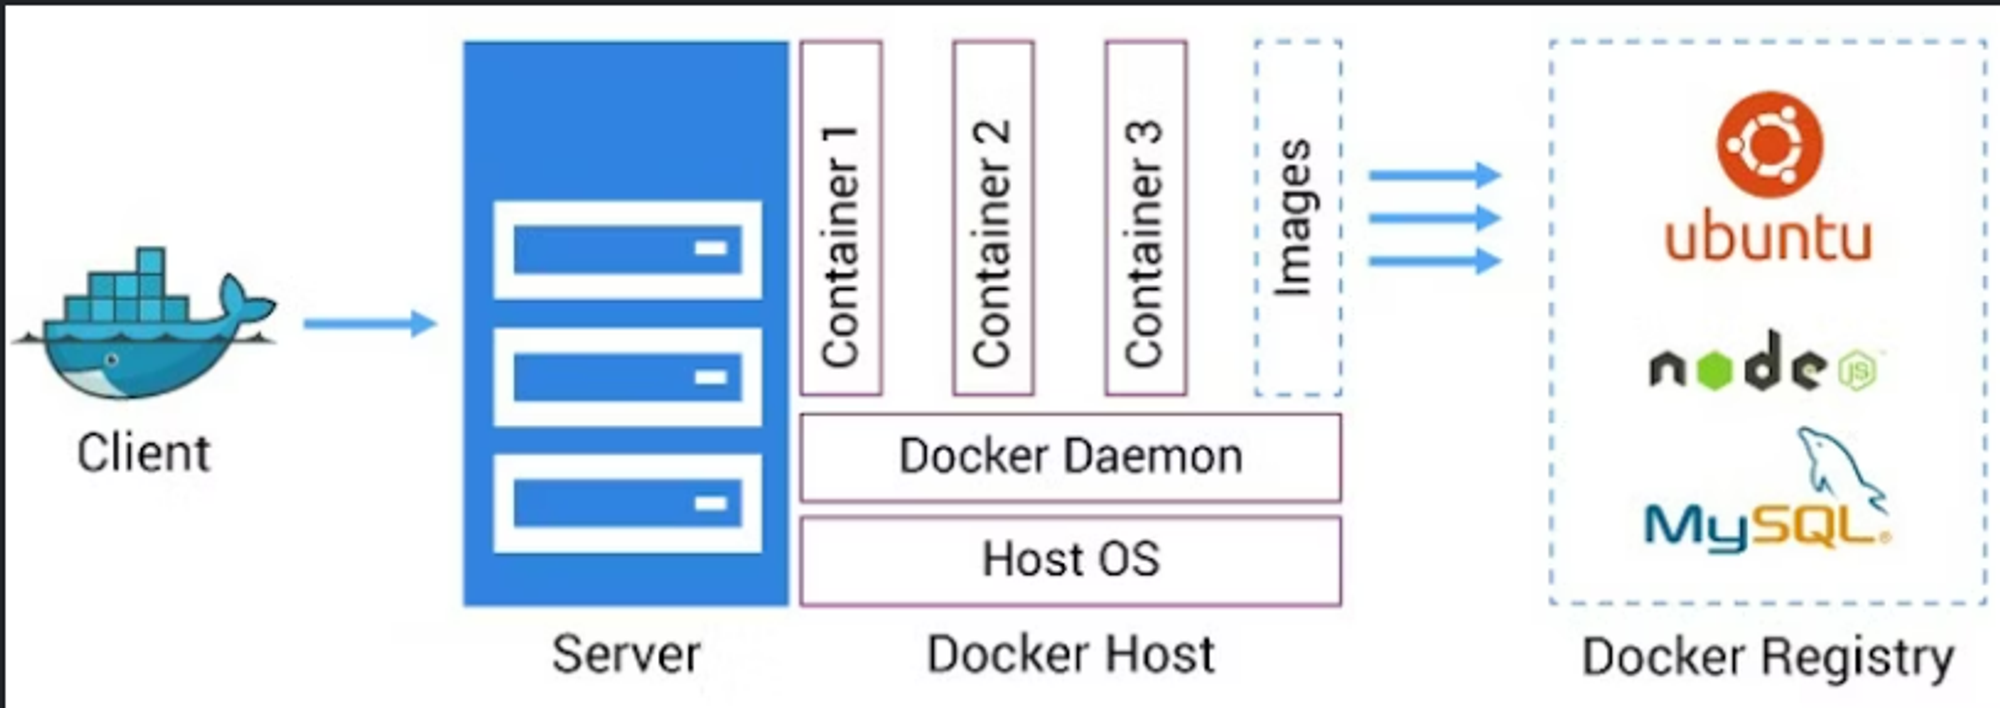 Client
Server
Container 1
Container 2
Container 3
Images
Docker Daemon
Host OS
Docker Host
ubuntu
node JS
MySQL®
Docker Registry